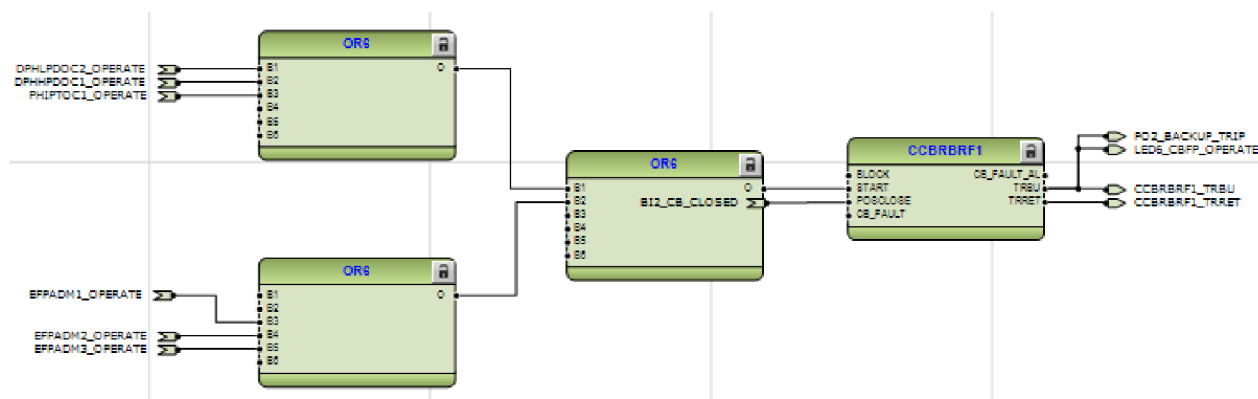 OR6
DPHLPDOC2_OPERATE
DPHHPDOC1_OPERATE
PHIPTOC1_OPERATE
B1
B2
B3
B4
B5
B6
O
OR6
B1
B2
B3
B4
B5
B6
O
BI2_CB_CLOSED
CCBRBRF1
BLOCK
START
POSCLOSE
CB_FAULT
CB_FAULT_AL
TRBU
TRRET
PO2_BACKUP_TRIP
LED6_CBFP_OPERATE
CCBRBRF1_TRBU
CCBRBRF1_TRRET
OR6
EFPADM1_OPERATE
EFPADM2_OPERATE
EFPADM3_OPERATE
B1
B2
B3
B4
B5
B6
O